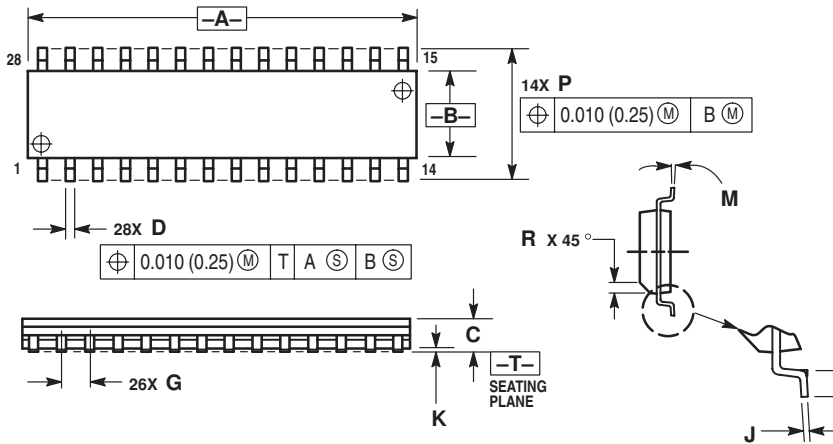 –A–
28
15
14X P
⌖ 0.010 (0.25) Ⓜ B Ⓜ
–B–
1
14
M
28X D
R X 45°
⌖ 0.010 (0.25) Ⓜ T A Ⓢ B Ⓢ
C
26X G
–T–
SEATING
PLANE
K
J